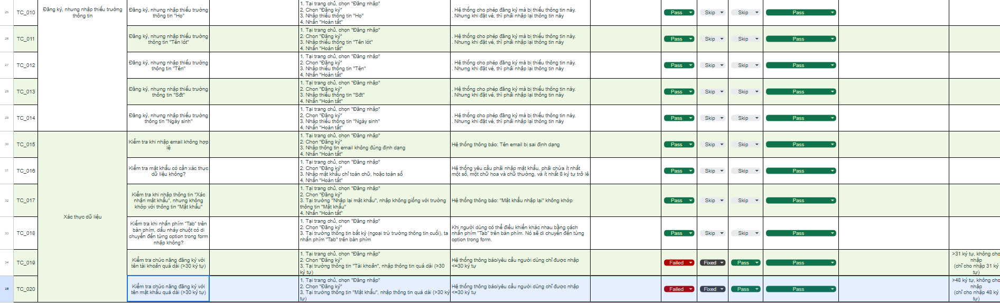 25
TC_010
Đăng ký, nhưng nhập thiếu trường
thông tin
Đăng ký, nhưng nhập thiếu trường
thông tin "Họ"
1. Tại trang chủ, chọn "Đăng nhập"
2. Chọn "Đăng ký"
3. Nhập thiếu thông tin "Họ"
4. Nhấn "Hoàn tất"
. Hệ thống cho phép đăng ký mà bị thiếu thông tin này.
. Nhưng khi đặt vé, thì phải nhập lại thông tin này
Pass
Skip
Skip
Pass
26
TC_011
Đăng ký, nhưng nhập thiếu trường
thông tin "Tên lót"
1. Tại trang chủ, chọn "Đăng nhập"
2. Chọn "Đăng ký"
3. Nhập thiếu thông tin "Tên lót"
4. Nhấn "Hoàn tất"
. Hệ thống cho phép đăng ký mà bị thiếu thông tin này.
. Nhưng khi đặt vé, thì phải nhập lại thông tin này
Pass
Skip
Skip
Pass
27
TC_012
Đăng ký, nhưng nhập thiếu trường
thông tin "Tên"
1. Tại trang chủ, chọn "Đăng nhập"
2. Chọn "Đăng ký"
3. Nhập thiếu thông tin "Tên"
4. Nhấn "Hoàn tất"
. Hệ thống cho phép đăng ký mà bị thiếu thông tin này.
. Nhưng khi đặt vé, thì phải nhập lại thông tin này
Pass
Skip
Skip
Pass
28
TC_013
Đăng ký, nhưng nhập thiếu trường
thông tin "Sđt"
1. Tại trang chủ, chọn "Đăng nhập"
2. Chọn "Đăng ký"
3. Nhập thiếu thông tin "Sđt"
4. Nhấn "Hoàn tất"
. Hệ thống cho phép đăng ký mà bị thiếu thông tin này.
. Nhưng khi đặt vé, thì phải nhập lại thông tin này
Pass
Skip
Skip
Pass
29
TC_014
Đăng ký, nhưng nhập thiếu trường
thông tin "Ngày sinh"
1. Tại trang chủ, chọn "Đăng nhập"
2. Chọn "Đăng ký"
3. Nhập thiếu thông tin "Ngày sinh"
4. Nhấn "Hoàn tất"
. Hệ thống cho phép đăng ký mà bị thiếu thông tin này.
. Nhưng khi đặt vé, thì phải nhập lại thông tin này
Pass
Skip
Skip
Pass
30
TC_015
Xác thực dữ liệu
Kiểm tra khi nhập email không hợp
lệ
1. Tại trang chủ, chọn "Đăng nhập"
2. Chọn "Đăng ký"
3. Nhập thông tin email không đúng định dạng
4. Nhấn "Hoàn tất"
Hệ thống thông báo: Tên email bị sai định dạng
Pass
Skip
Skip
Pass
31
TC_016
Kiểm tra mật khẩu có cần xác thực
dữ liệu không?
1. Tại trang chủ, chọn "Đăng nhập"
2. Chọn "Đăng ký"
3. Nhập mật khẩu chỉ toàn chữ, hoặc toàn số
4. Nhấn "Hoàn tất"
Hệ thống yêu cầu phải nhập mật khẩu, phải chứa ít nhất
một số, một chữ hoa và chữ thường, và ít nhất 8 ký tự trở lê
Pass
Skip
Skip
Pass
32
TC_017
Kiểm tra khi nhập thông tin "Xác
nhận mật khẩu", nhưng không
khớp với thông tin "Mật khẩu"
1. Tại trang chủ, chọn "Đăng nhập"
2. Chọn "Đăng ký"
3. Tại trường "Nhập lại mật khẩu", nhập không giống với trường
thông tin "Mật khẩu"
4. Nhấn "Hoàn tất"
Hệ thống thông báo: "Mật khẩu nhập lại" không khớp
Pass
Skip
Skip
Pass
33
TC_018
Kiểm tra khi nhấn phím “Tab” trên
bàn phím, dấu nháy chuột có di
chuyển đến từng option trong form
nhập không?
1. Tại trang chủ, chọn "Đăng nhập"
2. Chọn "Đăng ký"
3. Tại trường thông tin bất kỳ (ngoại trừ trường thông tin cuối), ta
nhấn phím "Tab" trên bàn phím
Khi người dùng có thể điều khiển khác nhau bằng cách
nhấn phím “Tab” trên bàn phím. Nó sẽ di chuyển đến từng
option trong form.
Pass
Skip
Skip
Pass
34
TC_019
Kiểm tra chức năng đăng ký với
tên tài khoản quá dài (>30 ký tự)
1. Tại trang chủ, chọn "Đăng nhập"
2. Chọn "Đăng ký"
3. Tại trường thông tin "Tài khoản", nhập thông tin quá dài (>30
ký tự)
Hệ thống thông báo/yêu cầu người dùng chỉ được nhập
<=30 ký tự
Failed
Fixed
Pass
Pass
>31 ký tự, không cho
nhập
(chỉ cho nhập 31 ký
tự)
35
TC_020
Kiểm tra chức năng đăng ký với
tên mật khẩu quá dài (>30 ký tự)
1. Tại trang chủ, chọn "Đăng nhập"
2. Chọn "Đăng ký"
3. Tại trường thông tin "Mật khẩu", nhập thông tin quá dài (>30 ký
tự)
Hệ thống thông báo/yêu cầu người dùng chỉ được nhập
<=30 ký tự
Failed
Fixed
Pass
Pass
>48 ký tự, không cho
nhập
(chỉ cho nhập 48 ký
tự)